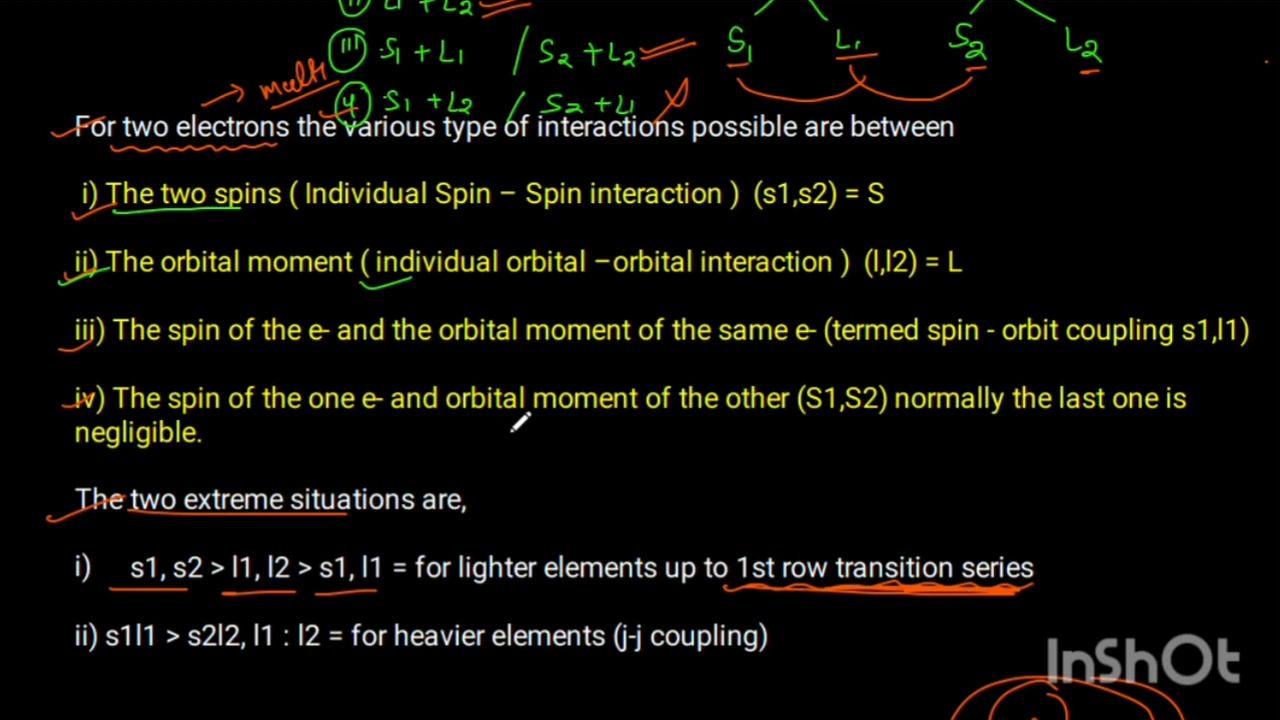 (II) L1 + L2
(III) S1 + L1 / S2 + L2
S1 L1 S2 L2
→ multi
(4) S1 + L2 / S2 + L1
For two electrons the various type of interactions possible are between
i) The two spins ( Individual Spin – Spin interaction ) (s1,s2) = S
ii) The orbital moment ( individual orbital –orbital interaction ) (l,l2) = L
iii) The spin of the e- and the orbital moment of the same e- (termed spin - orbit coupling s1,l1)
iv) The spin of the one e- and orbital moment of the other (S1,S2) normally the last one is
negligible.
The two extreme situations are,
i) s1, s2 > l1, l2 > s1, l1 = for lighter elements up to 1st row transition series
ii) s1l1 > s2l2, l1 : l2 = for heavier elements (j-j coupling)
InShOt